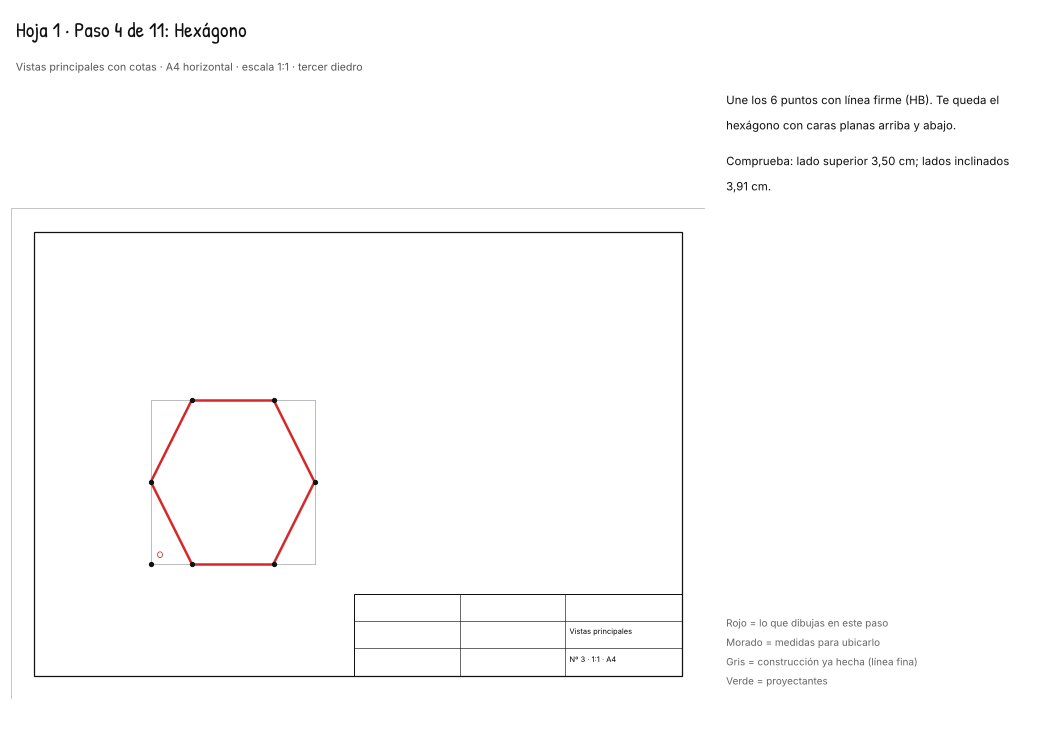 Hoja 1 · Paso 4 de 11: Hexágono
Vistas principales con cotas · A4 horizontal · escala 1:1 · tercer diedro
Une los 6 puntos con línea firme (HB). Te queda el
hexágono con caras planas arriba y abajo.
Comprueba: lado superior 3,50 cm; lados inclinados
3,91 cm.
O
Vistas principales
Nº 3 · 1:1 · A4
Rojo = lo que dibujas en este paso
Morado = medidas para ubicarlo
Gris = construcción ya hecha (línea fina)
Verde = proyectantes